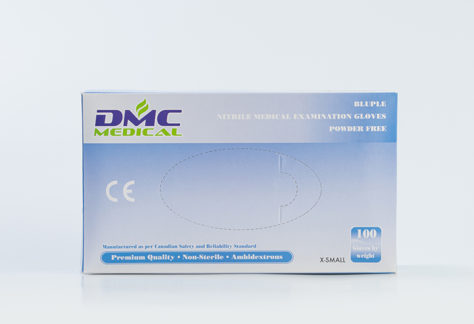 DMC
MEDICAL
BLUPLE
NITRILE MEDICAL EXAMINATION GLOVES
POWDER FREE
CE
Manufactured as per Canadian Safety and Reliability Standard
Premium Quality • Non-Sterile • Ambidextrous
X-SMALL
100
Gloves by
weight